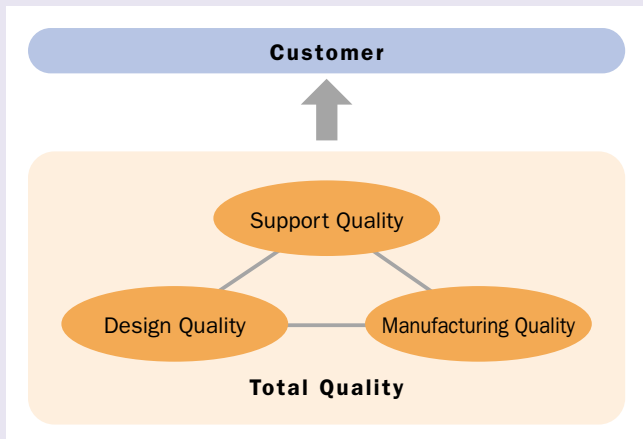 Customer
Support Quality
Design Quality
Manufacturing Quality
Total Quality